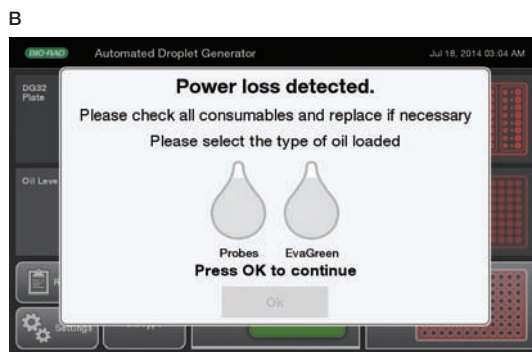 B
BIO-RAD Automated Droplet Generator Jul 18, 2014 03:04 AM
DG32
Plate
Power loss detected.
Please check all consumables and replace if necessary
Please select the type of oil loaded
Oil Leve
Probes EvaGreen
Press OK to continue
Ok
Settings